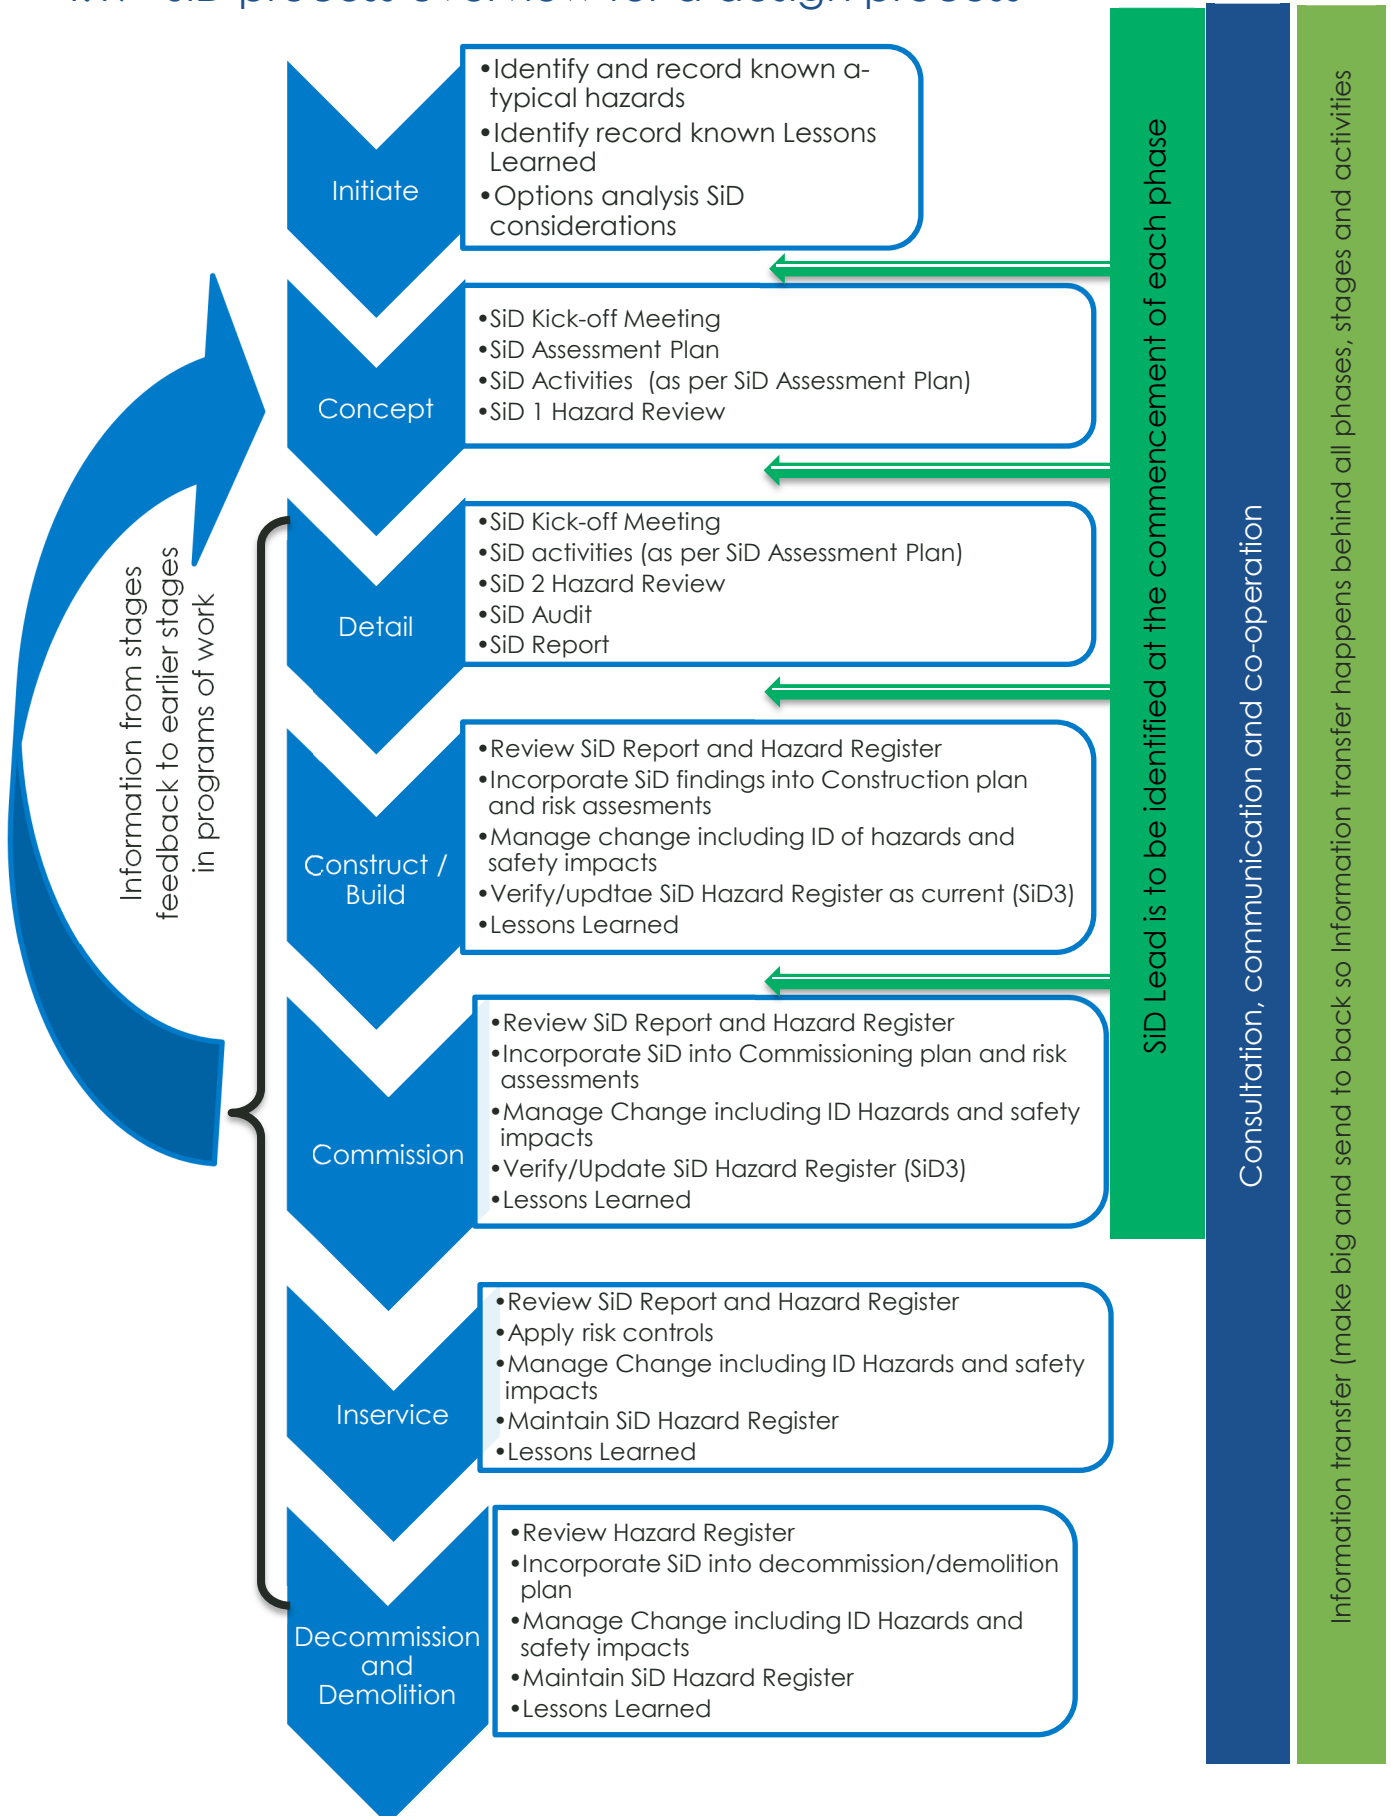 SiD process overview for a design process
•Identify and record known a-
typical hazards
•Identify record known Lessons
Learned
•Options analysis SiD
considerations
Initiate
•SiD Kick-off Meeting
•SiD Assessment Plan
•SiD Activities (as per SiD Assessment Plan)
•SiD 1 Hazard Review
Concept
•SiD Kick-off Meeting
•SiD activities (as per SiD Assessment Plan)
•SiD 2 Hazard Review
•SiD Audit
•SiD Report
Detail
•Review SiD Report and Hazard Register
•Incorporate SiD findings into Construction plan
and risk assesments
•Manage change including ID of hazards and
safety impacts
•Verify/updtae SiD Hazard Register as current (SiD3)
•Lessons Learned
Construct /
Build
•Review SiD Report and Hazard Register
•Incorporate SiD into Commissioning plan and risk
assessments
•Manage Change including ID Hazards and safety
impacts
•Verify/Update SiD Hazard Register (SiD3)
•Lessons Learned
Commission
•Review SiD Report and Hazard Register
•Apply risk controls
•Manage Change including ID Hazards and safety
impacts
•Maintain SiD Hazard Register
•Lessons Learned
Inservice
•Review Hazard Register
•Incorporate SiD into decommission/demolition
plan
•Manage Change including ID Hazards and
safety impacts
•Maintain SiD Hazard Register
•Lessons Learned
Decommission
and
Demolition
Information from stages
feedback to earlier stages
in programs of work
SiD Lead is to be identified at the commencement of each phase
Consultation, communication and co-operation
Information transfer (make big and send to back so Information transfer happens behind all phases, stages and activities